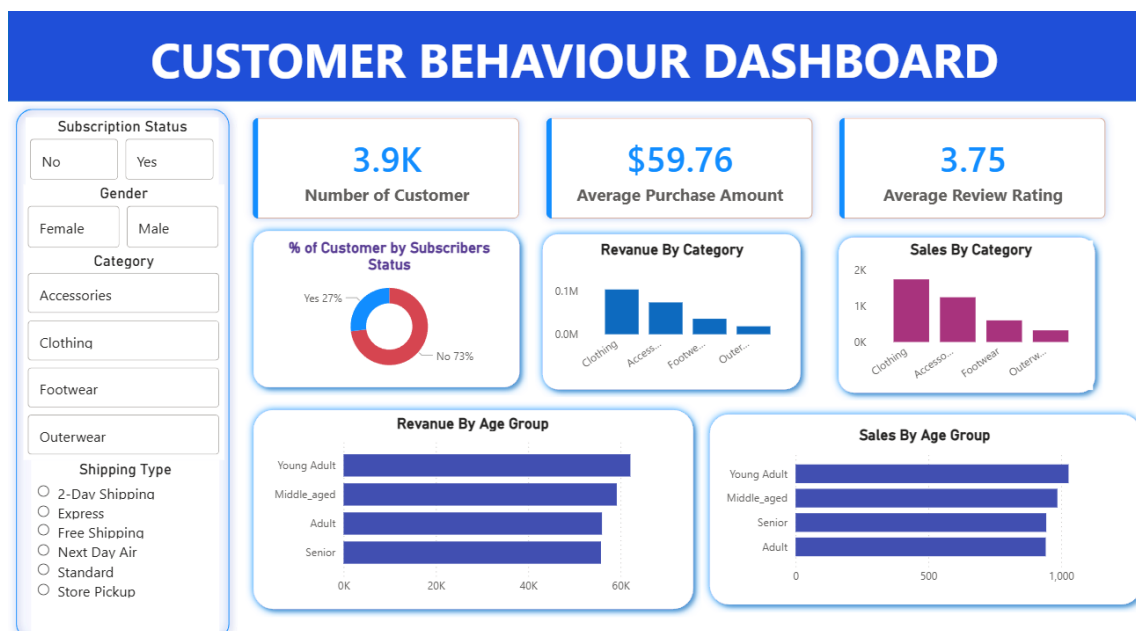 CUSTOMER BEHAVIOUR DASHBOARD
Subscription Status
No
Yes
Gender
Female
Male
Category
Accessories
Clothing
Footwear
Outerwear
Shipping Type
2-Day Shipping
Express
Free Shipping
Next Day Air
Standard
Store Pickup
3.9K
Number of Customer
$59.76
Average Purchase Amount
3.75
Average Review Rating
% of Customer by Subscribers
Status
Yes 27%
No 73%
Revanue By Category
0.1M
0.0M
Clothing
Access...
Footwe...
Outer...
Sales By Category
2K
1K
0K
Clothing
Accesso...
Footwear
Outerw...
Revanue By Age Group
Young Adult
Middle_aged
Adult
Senior
0K
20K
40K
60K
Sales By Age Group
Young Adult
Middle_aged
Senior
Adult
0
500
1,000